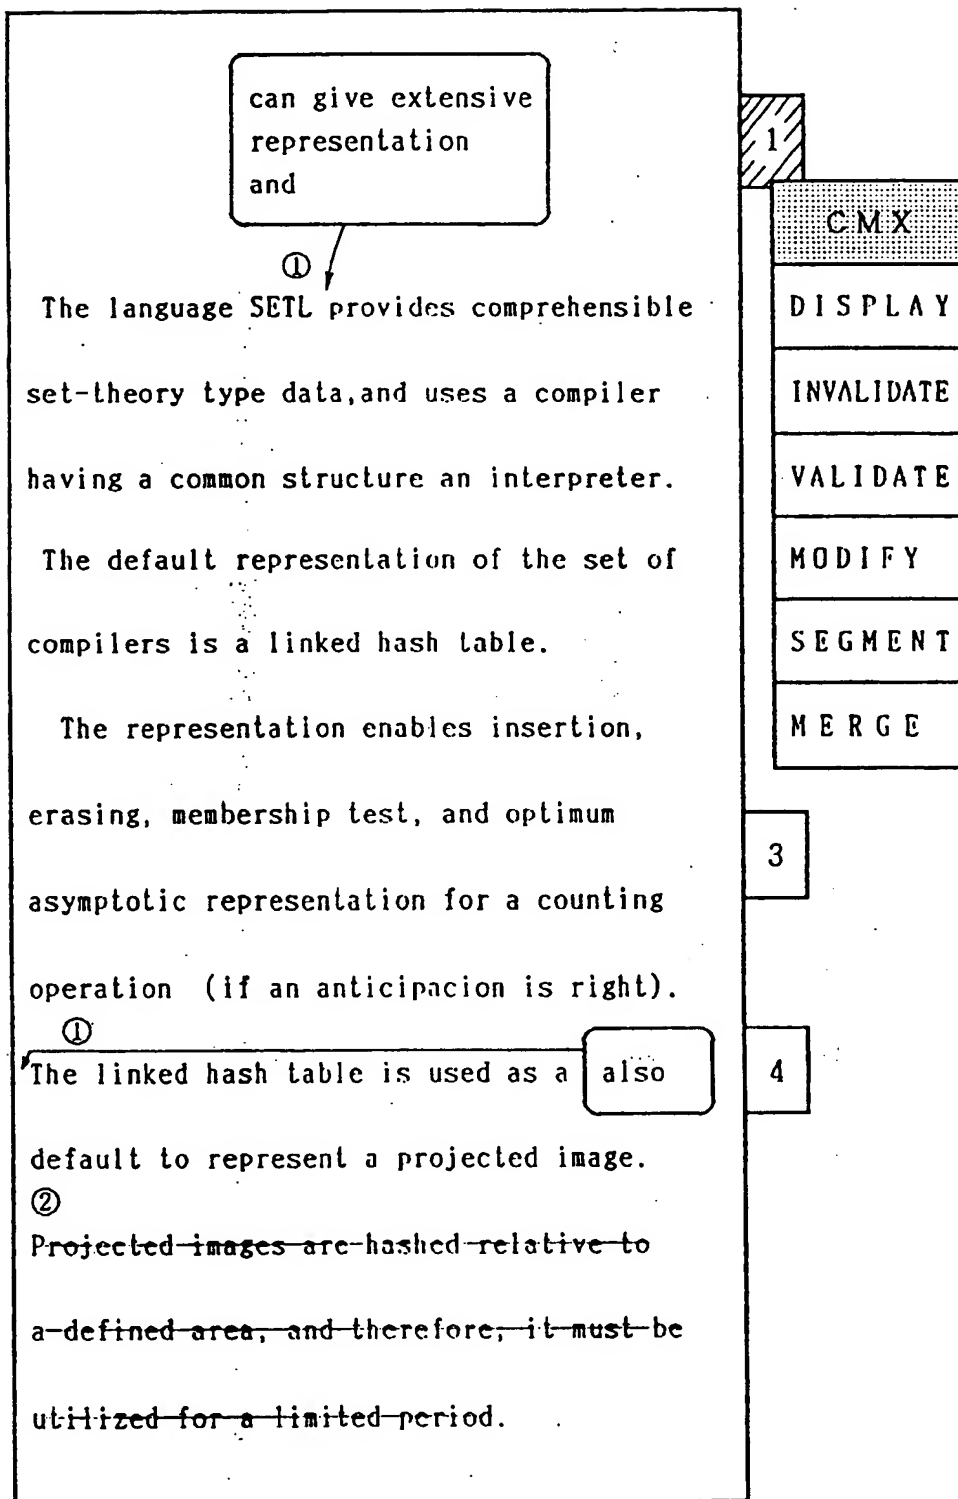 can give extensive
representation
and
1
CMX
①
The language SETL provides comprehensible
DISPLAY
set-theory type data,and uses a compiler
INVALIDATE
having a common structure an interpreter.
VALIDATE
The default representation of the set of
MODIFY
compilers is a linked hash table.
SEGMENT
The representation enables insertion,
MERGE
erasing, membership test, and optimum
3
asymptotic representation for a counting
operation (if an anticipacion is right).
①
The linked hash table is used as a also
4
default to represent a projected image.
②
Projected images are hashed relative to
a defined area, and therefore, it must be
utilized for a limited period.